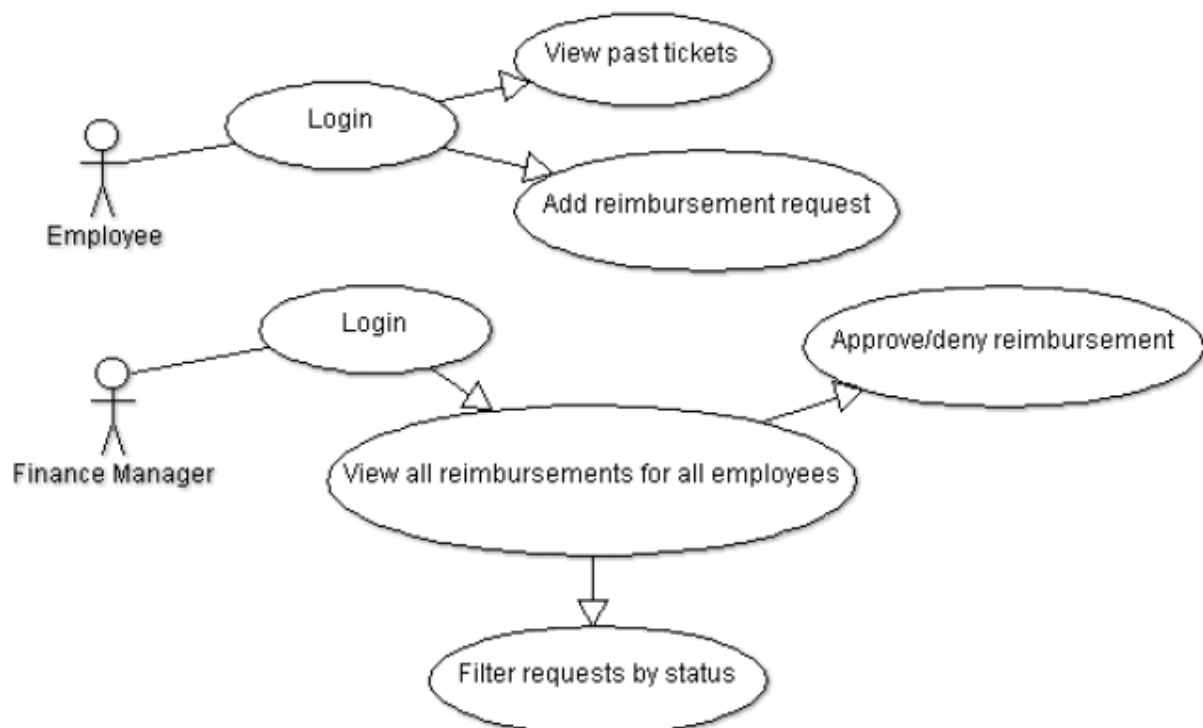 View past tickets
Login
Employee
Add reimbursement request
Login
Approve/deny reimbursement
Finance Manager
View all reimbursements for all employees
Filter requests by status